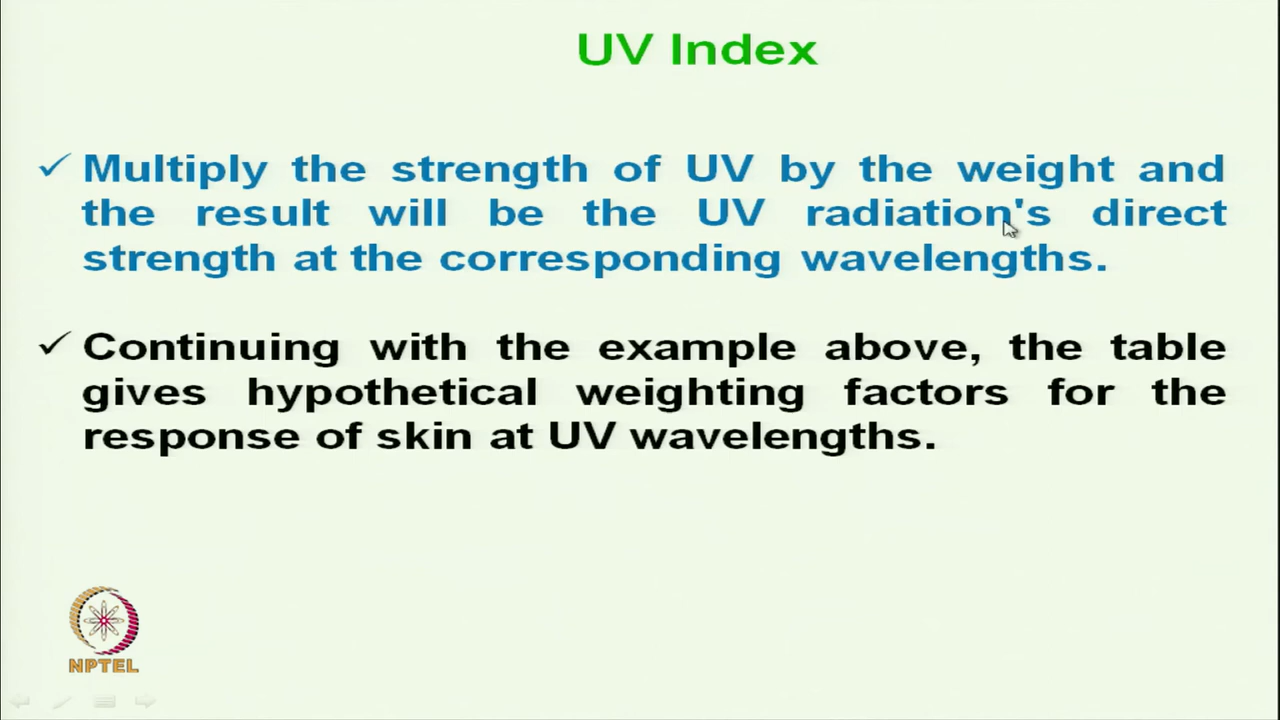 UV Index
✓ Multiply the strength of UV by the weight and
the result will be the UV radiation's direct
strength at the corresponding wavelengths.
✓ Continuing with the example above, the table
gives hypothetical weighting factors for the
response of skin at UV wavelengths.
NPTEL